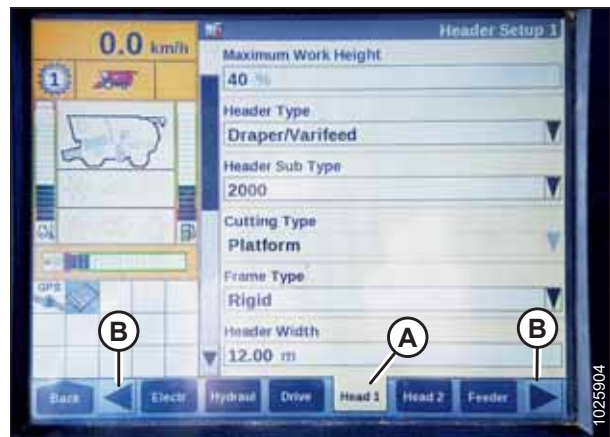 0.0 km/h
Header Setup 1
1
Maximum Work Height
40 %
Header Type
Draper/Varifeed
Header Sub Type
2000
Cutting Type
Platform
Frame Type
Rigid
Header Width
12.00 m
GPS
B
A
B
Back
Electr
Hydraul
Drive
Head 1
Head 2
Feeder
1025904